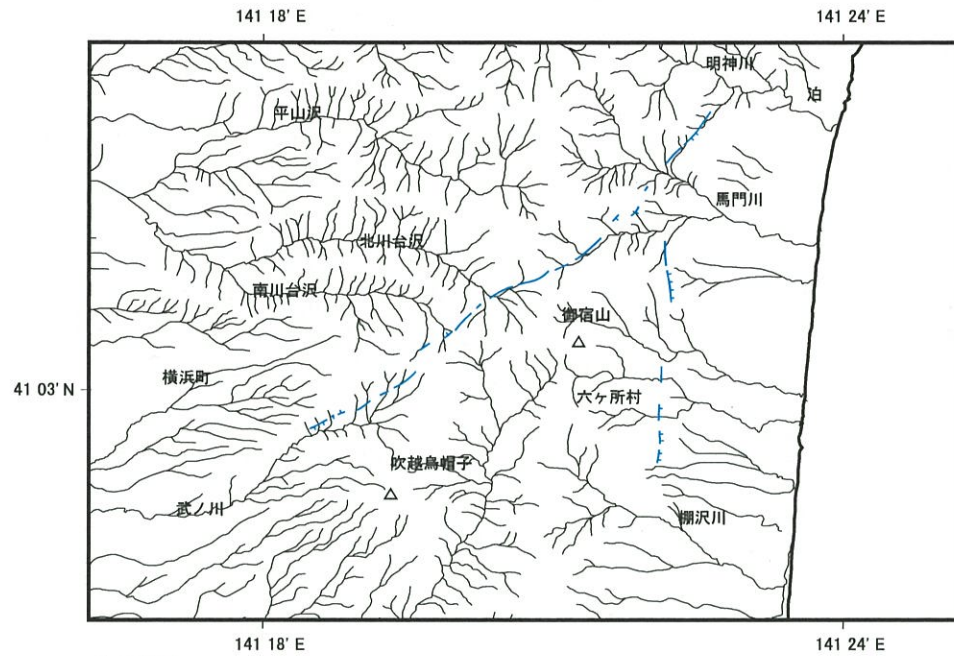 141 18' E
141 24' E
明神川
泊
平山沢
馬門川
北川台沢
南川台沢
御宿山
横浜町
41 03' N
六ヶ所村
吹越烏帽子
武ノ川
棚沢川
141 18' E
141 24' E